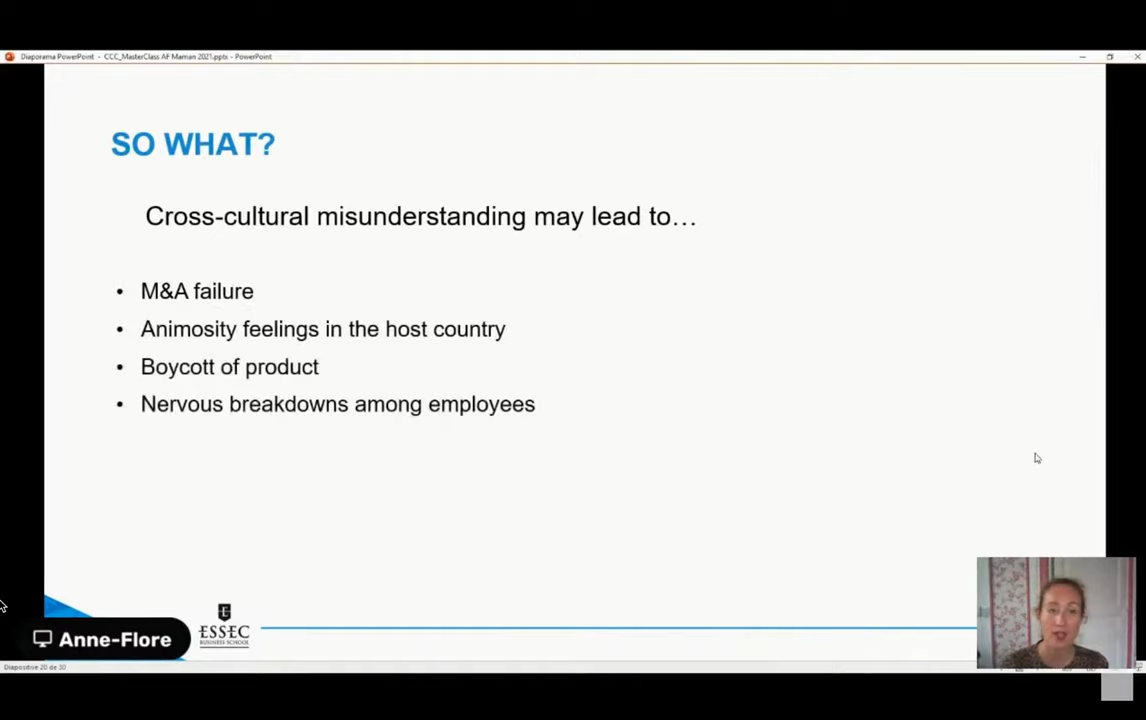 Diaporama PowerPoint - CCC_MasterClass AF Maman 2021.pptx - PowerPoint
SO WHAT?
Cross-cultural misunderstanding may lead to…
• M&A failure
• Animosity feelings in the host country
• Boycott of product
• Nervous breakdowns among employees
Anne-Flore
ESSEC
BUSINESS SCHOOL
Diapositive 20 de 30